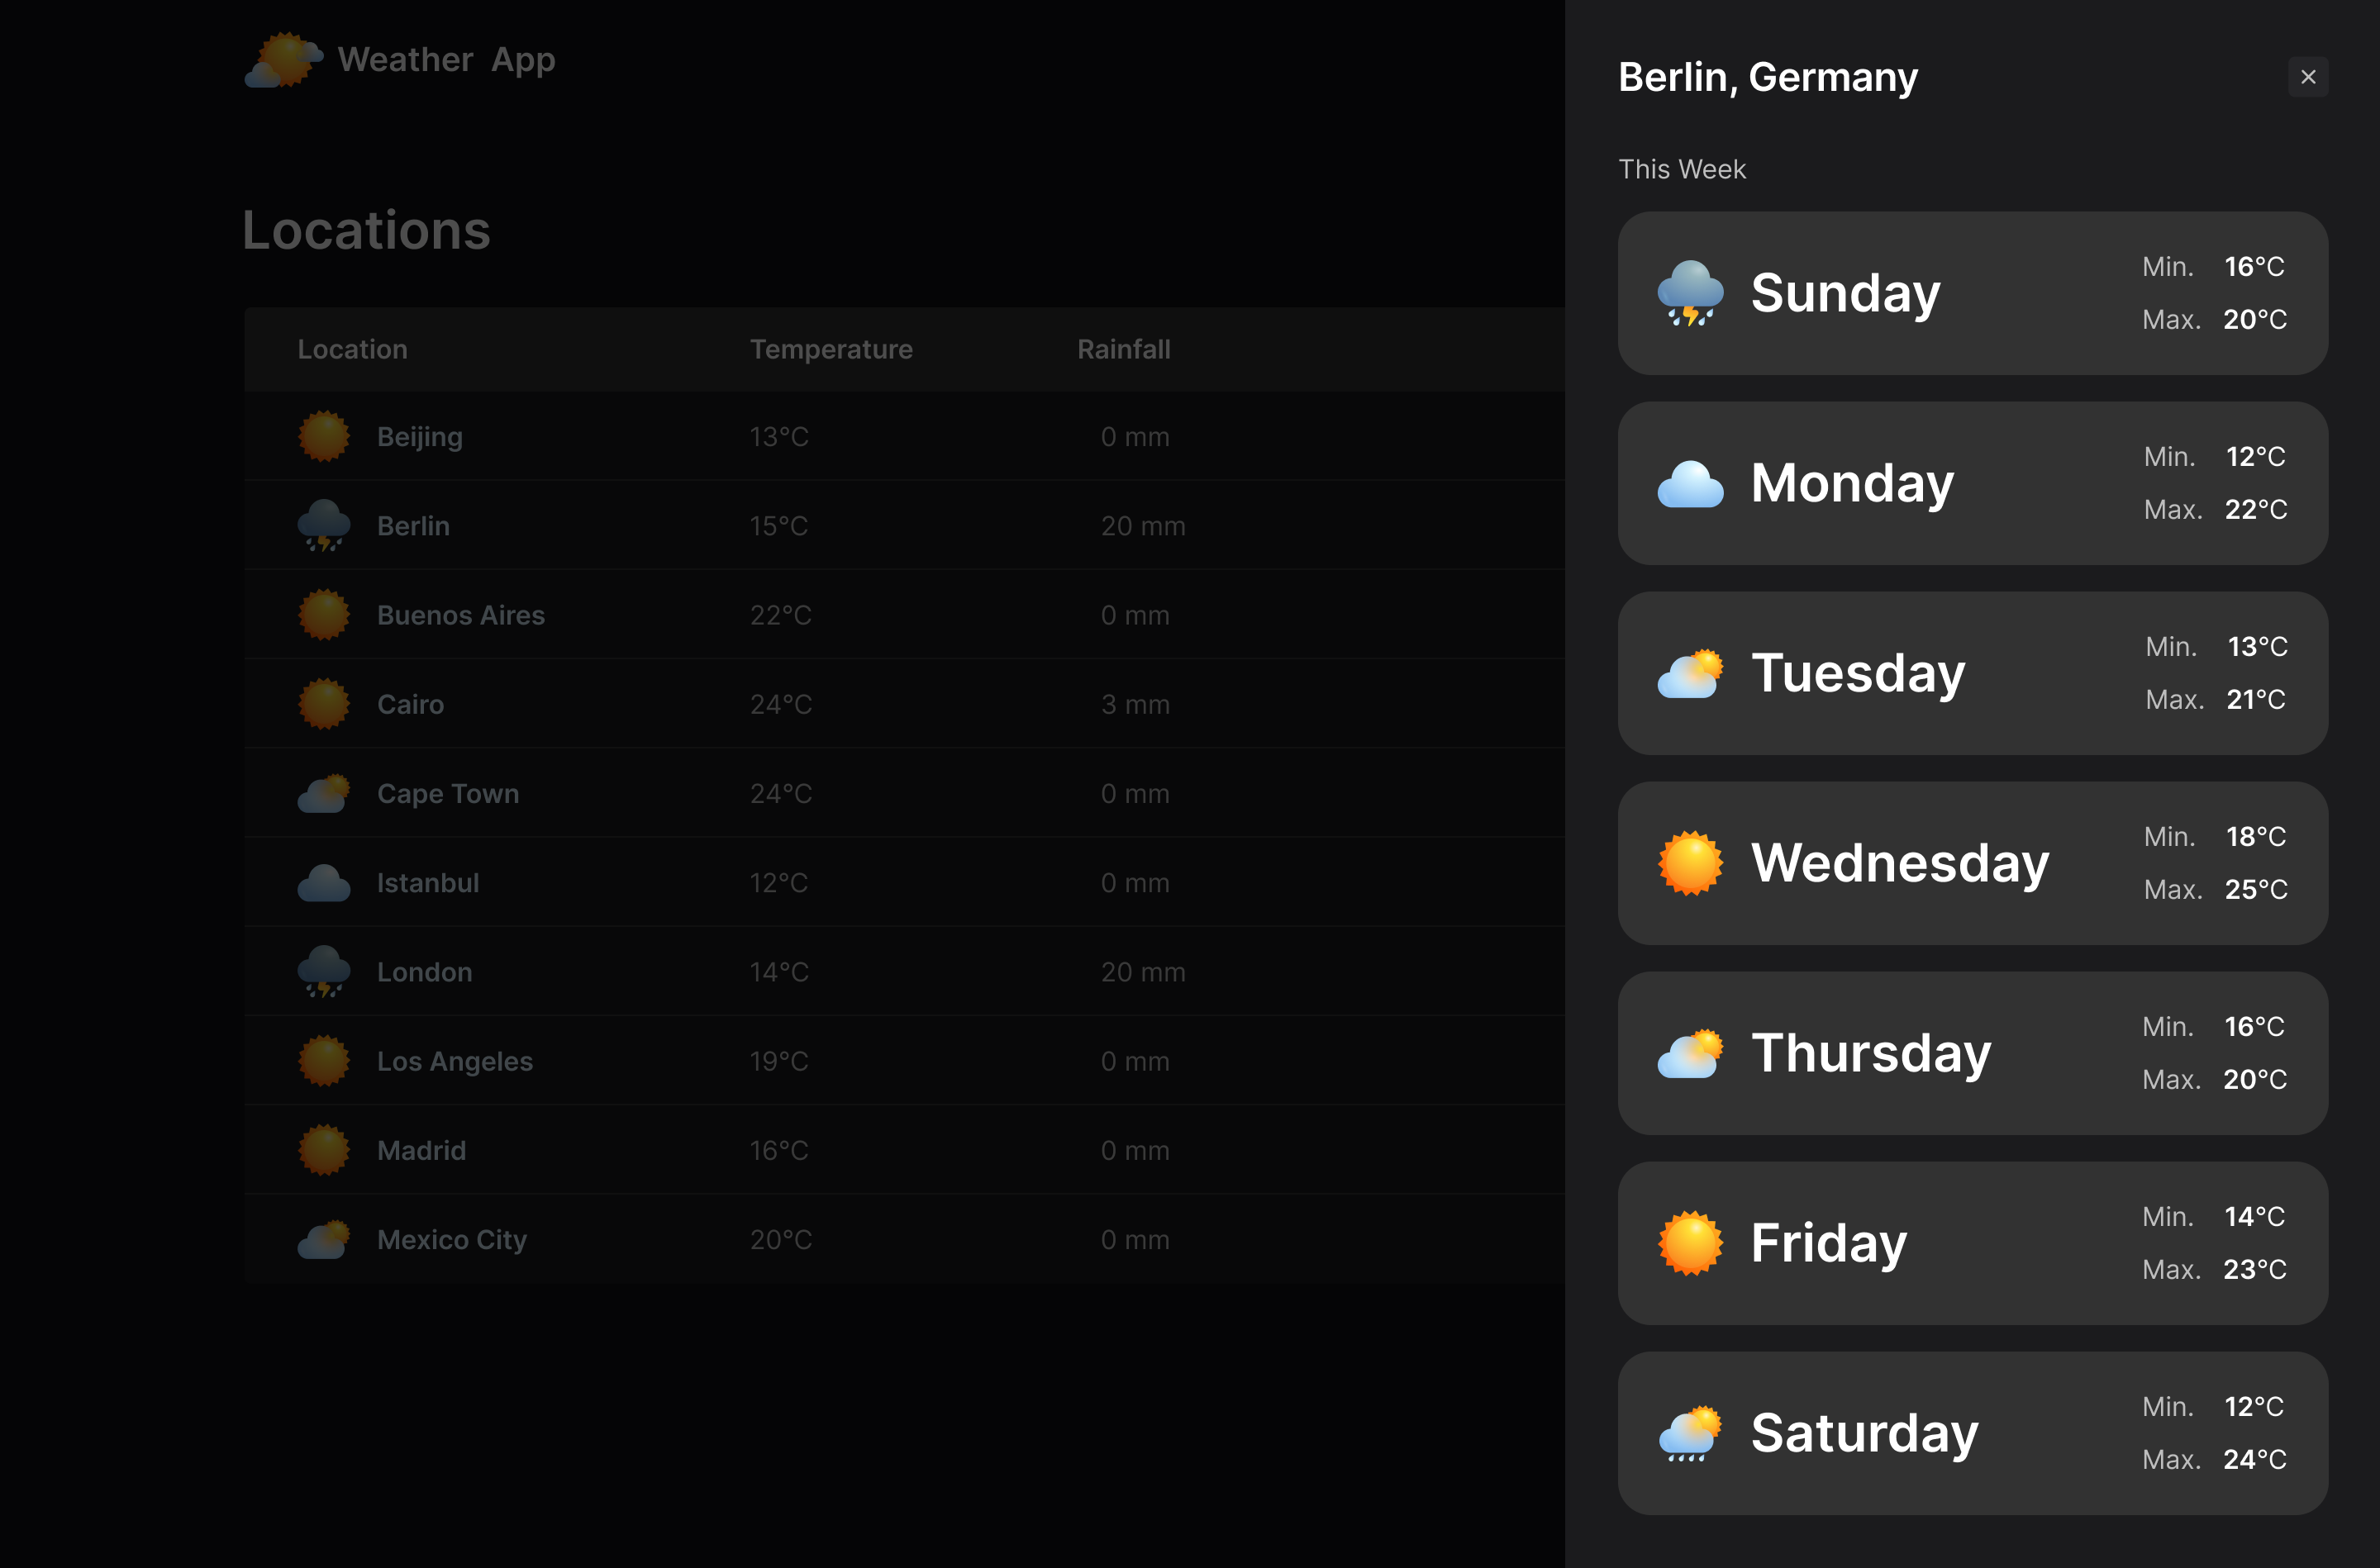 Weather App
Locations
Location Temperature Rainfall
Beijing 13°C 0 mm
Berlin 15°C 20 mm
Buenos Aires 22°C 0 mm
Cairo 24°C 3 mm
Cape Town 24°C 0 mm
Istanbul 12°C 0 mm
London 14°C 20 mm
Los Angeles 19°C 0 mm
Madrid 16°C 0 mm
Mexico City 20°C 0 mm
Berlin, Germany
This Week
Sunday
Min. 16°C
Max. 20°C
Monday
Min. 12°C
Max. 22°C
Tuesday
Min. 13°C
Max. 21°C
Wednesday
Min. 18°C
Max. 25°C
Thursday
Min. 16°C
Max. 20°C
Friday
Min. 14°C
Max. 23°C
Saturday
Min. 12°C
Max. 24°C